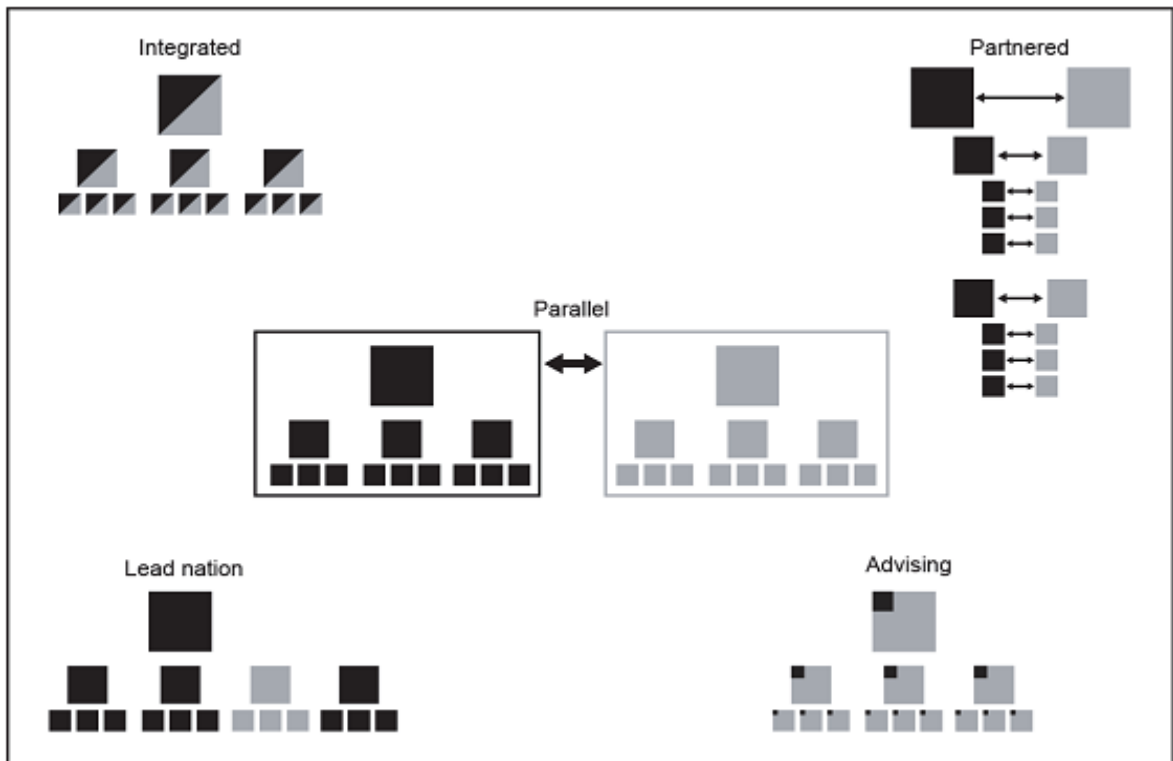 Integrated
Partnered
Parallel
Lead nation
Advising